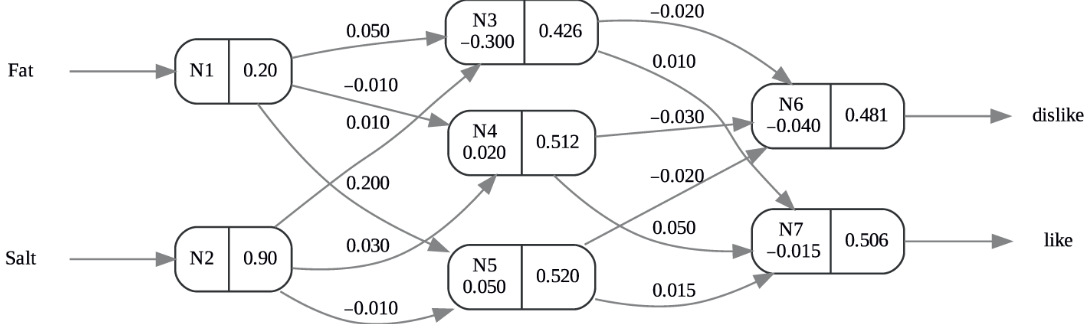 Fat
N1
0.20
Salt
N2
0.90
0.050
−0.010
0.010
0.200
0.030
−0.010
N3
−0.300
0.426
N4
0.020
0.512
N5
0.050
0.520
−0.020
0.010
−0.030
−0.020
0.050
0.015
N6
−0.040
0.481
N7
−0.015
0.506
dislike
like